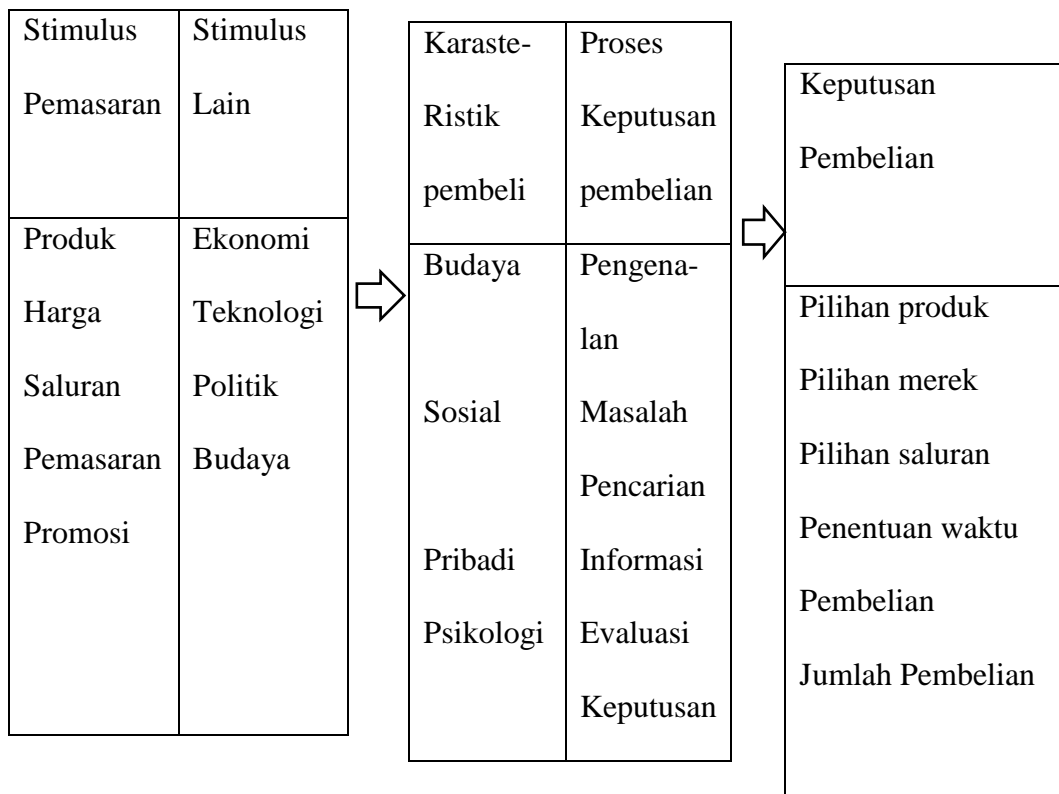 Stimulus
Pemasaran
Stimulus
Lain
Produk
Harga
Saluran
Pemasaran
Promosi
Ekonomi
Teknologi
Politik
Budaya
Karaste-
Ristik
pembeli
Proses
Keputusan
pembelian
Budaya
Sosial
Pribadi
Psikologi
Pengena-
lan
Masalah
Pencarian
Informasi
Evaluasi
Keputusan
Keputusan
Pembelian
Pilihan produk
Pilihan merek
Pilihan saluran
Penentuan waktu
Pembelian
Jumlah Pembelian